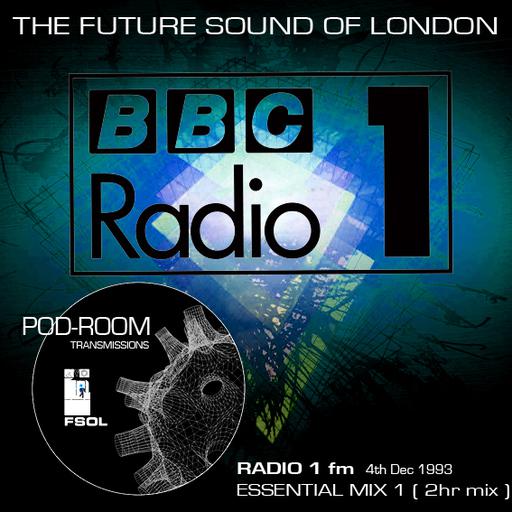 THE FUTURE SOUND OF LONDON
BBC
Radio 1
POD-ROOM
TRANSMISSIONS
FSOL
RADIO 1 fm 4th Dec 1993
ESSENTIAL MIX 1 ( 2hr mix )